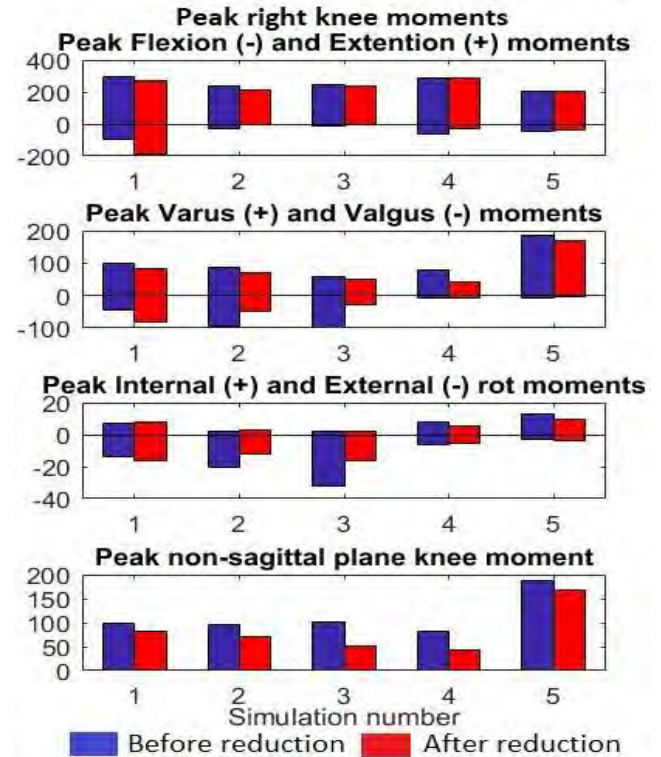 Peak right knee moments
Peak Flexion (-) and Extention (+) moments
400
200
0
-200
1 2 3 4 5
Peak Varus (+) and Valgus (-) moments
200
100
0
-100
1 2 3 4 5
Peak Internal (+) and External (-) rot moments
20
0
-20
-40
1 2 3 4 5
Peak non-sagittal plane knee moment
200
150
100
50
0
1 2 3 4 5
Simulation number
Before reduction After reduction